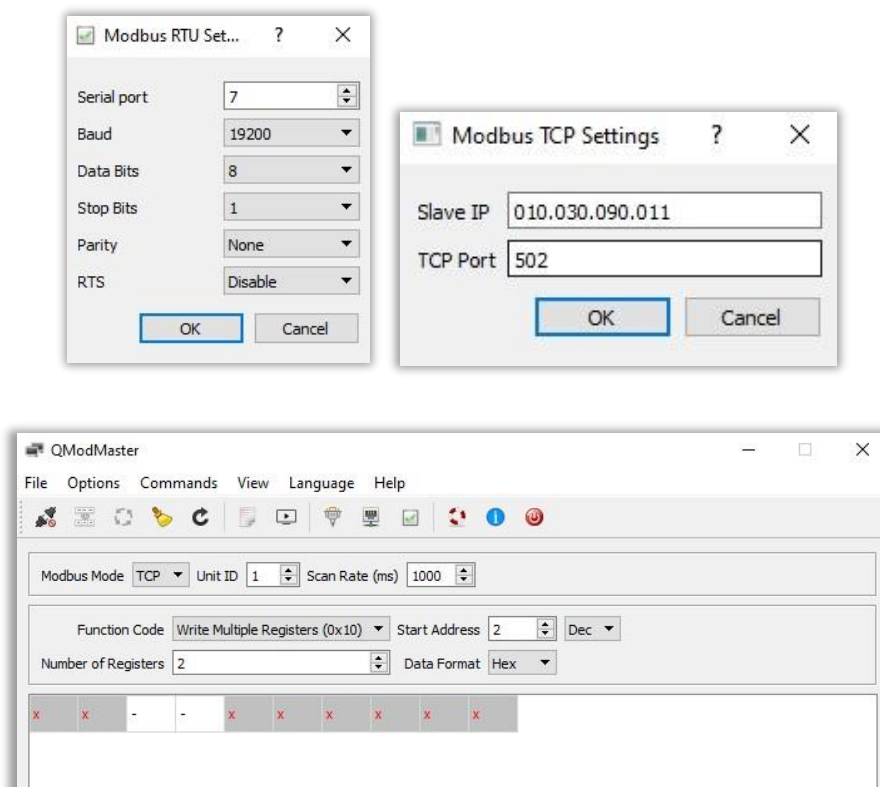 Modbus RTU Set... ? X
Serial port 7
Baud 19200
Data Bits 8
Stop Bits 1
Parity None
RTS Disable
OK Cancel
Modbus TCP Settings ? X
Slave IP 010.030.090.011
TCP Port 502
OK Cancel
QModMaster
File Options Commands View Language Help
Modbus Mode TCP Unit ID 1 Scan Rate (ms) 1000
Function Code Write Multiple Registers (0x10) Start Address 2 Dec
Number of Registers 2 Data Format Hex
x x - - x x x x x x